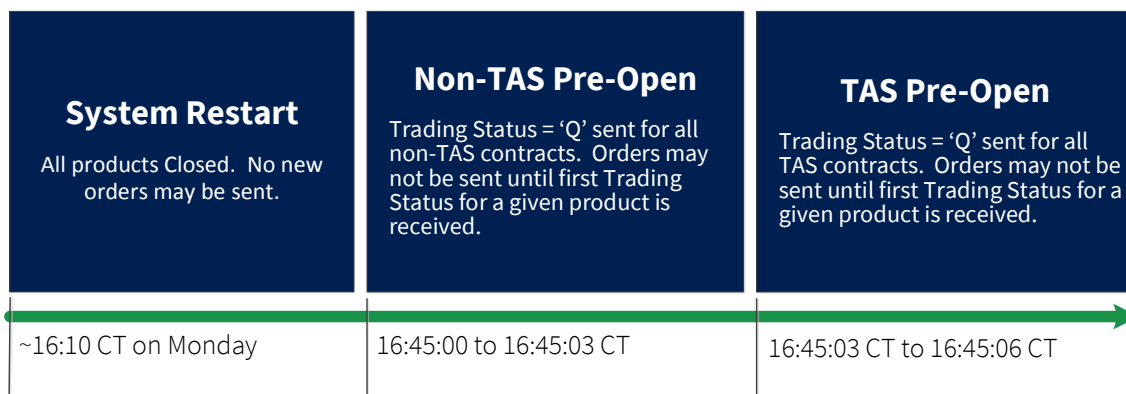 System Restart
All products Closed.  No new
orders may be sent.
Non-TAS Pre-Open
Trading Status = ‘Q’ sent for all
non-TAS contracts.  Orders may
not be sent until first Trading
Status for a given product is
received.
TAS Pre-Open
Trading Status = ‘Q’ sent for all
TAS contracts.  Orders may not be
sent until first Trading Status for a
given product is received.
~16:10 CT on Monday
16:45:00 to 16:45:03 CT
16:45:03 CT to 16:45:06 CT